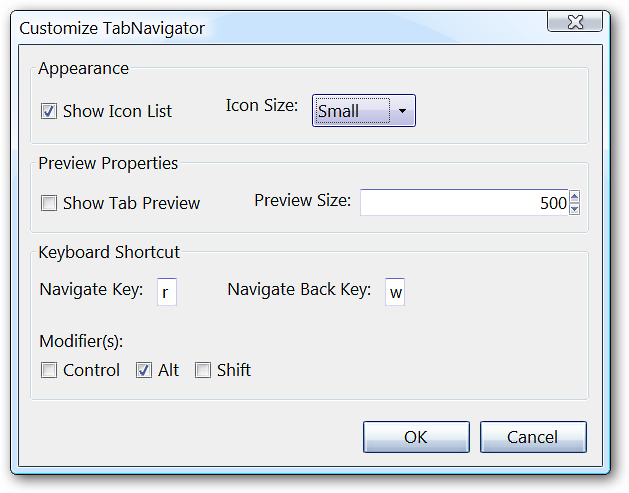 Customize TabNavigator
Appearance
Show Icon List Icon Size: Small
Preview Properties
Show Tab Preview Preview Size: 500
Keyboard Shortcut
Navigate Key: r Navigate Back Key: w
Modifier(s):
Control Alt Shift
OK Cancel